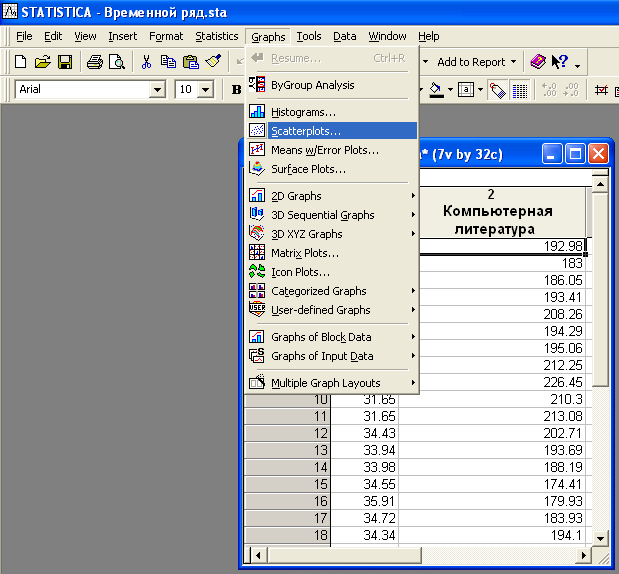 STATISTICA - Временной ряд.sta
File Edit View Insert Format Statistics Graphs Tools Data Window Help
Resume... Ctrl+R
Add to Report
ByGroup Analysis
Arial 10 B
Histograms...
Scatterplots...
Means w/Error Plots...
Surface Plots...
2D Graphs
3D Sequential Graphs
3D XYZ Graphs
Matrix Plots...
Icon Plots...
Categorized Graphs
User-defined Graphs
Graphs of Block Data
Graphs of Input Data
Multiple Graph Layouts
* (7v by 32c)
2
Компьютерная
литература
192.98
183
186.05
193.41
208.26
194.29
195.06
212.25
226.45
10 31.65 210.3
11 31.65 213.08
12 34.43 202.71
13 33.94 193.69
14 33.98 188.19
15 34.55 174.41
16 35.91 179.93
17 34.72 183.93
18 34.34 194.1